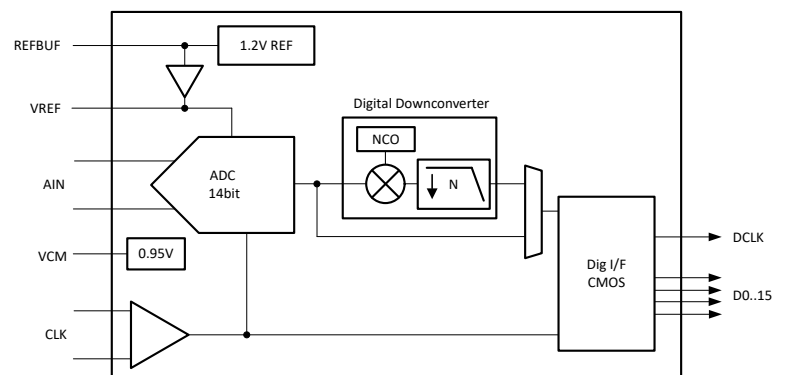 REFBUF
1.2V REF
VREF
Digital Downconverter
NCO
ADC
14bit
N
AIN
VCM
0.95V
Dig I/F
CMOS
DCLK
D0..15
CLK